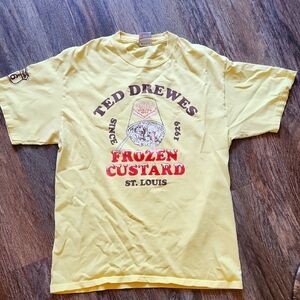 TED DREWES
SINCE 1929
FROZEN
CUSTARD
ST. LOUIS